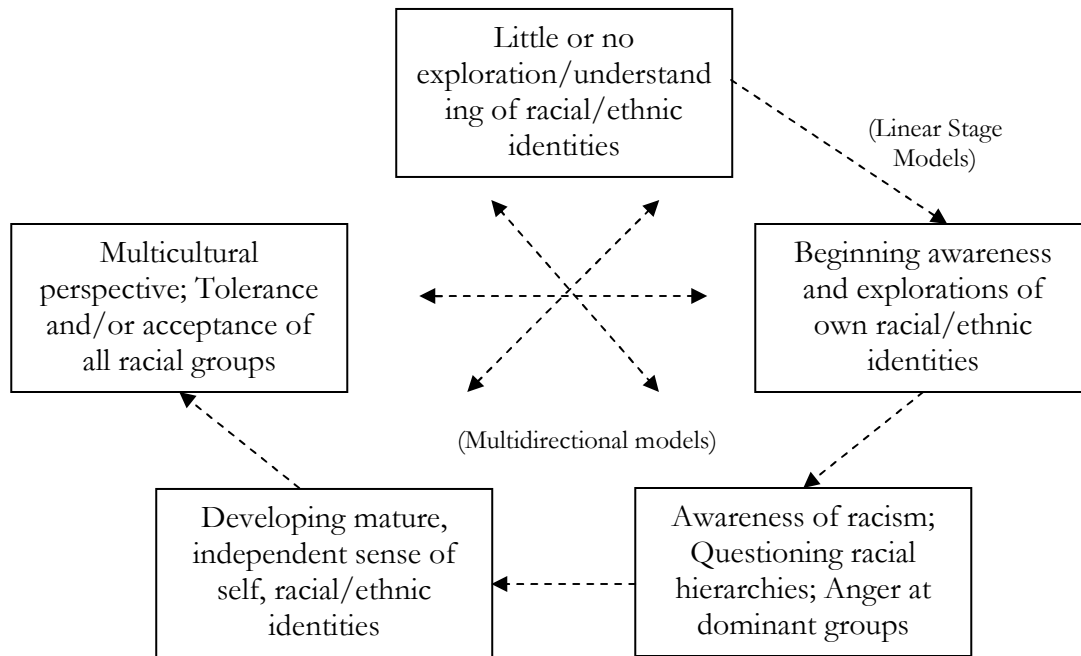 Little or no
exploration/understand
ing of racial/ethnic
identities
(Linear Stage
Models)
Multicultural
perspective; Tolerance
and/or acceptance of
all racial groups
Beginning awareness
and explorations of
own racial/ethnic
identities
(Multidirectional models)
Developing mature,
independent sense of
self, racial/ethnic
identities
Awareness of racism;
Questioning racial
hierarchies; Anger at
dominant groups